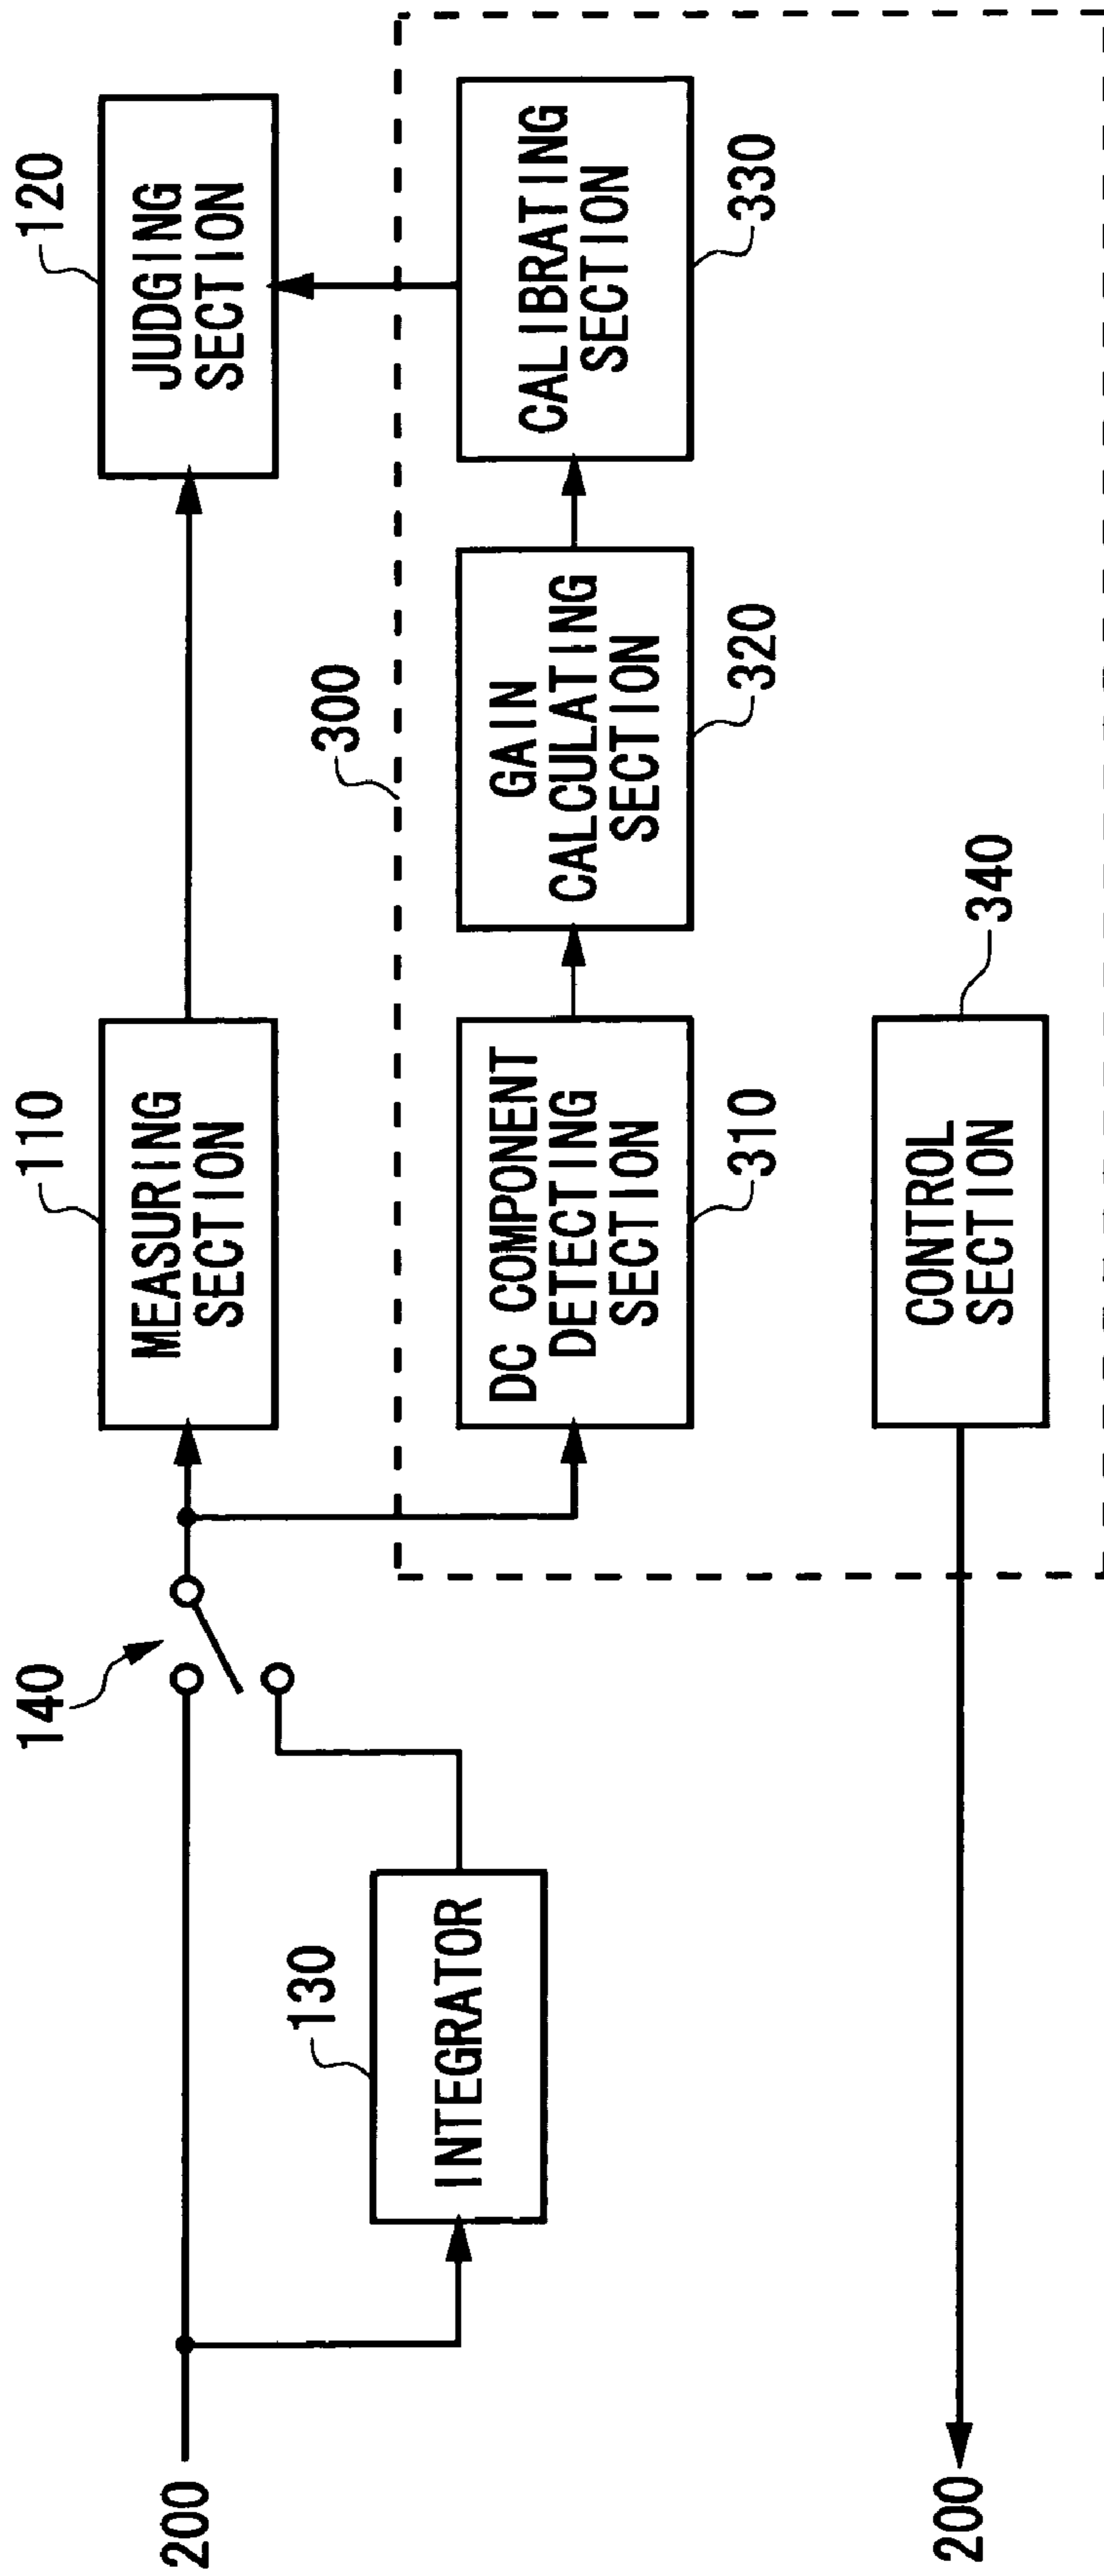 110
120
140
MEASURING
SECTION
JUDGING
SECTION
200
130
INTEGRATOR
300
DC COMPONENT
DETECTING
SECTION
310
GAIN
CALCULATING
SECTION
320
CALIBRATING
SECTION
330
CONTROL
SECTION
340
200